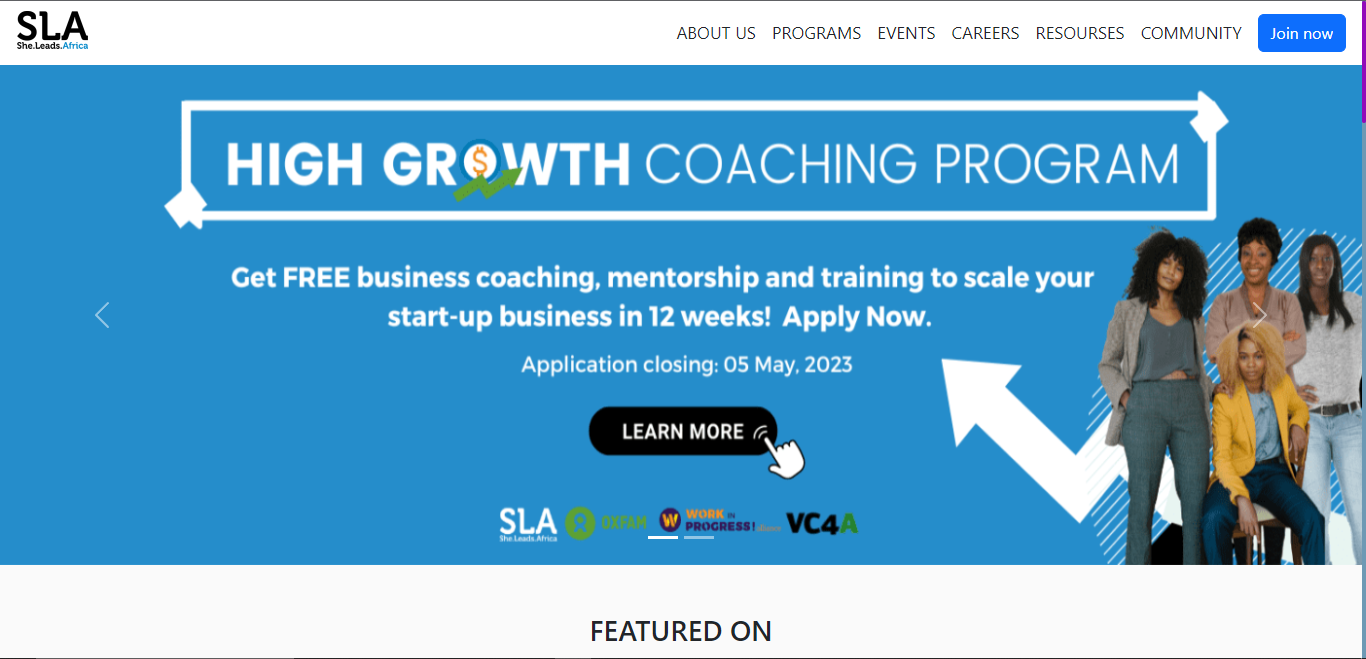 SLA
She.Leads.Africa
ABOUT US PROGRAMS EVENTS CAREERS RESOURSES COMMUNITY Join now
HIGH GROWTH COACHING PROGRAM
Get FREE business coaching, mentorship and training to scale your
start-up business in 12 weeks! Apply Now.
Application closing: 05 May, 2023
LEARN MORE
SLA
She.Leads.Africa
OXFAM
WORK IN
PROGRESS! alliance
VC4A
FEATURED ON